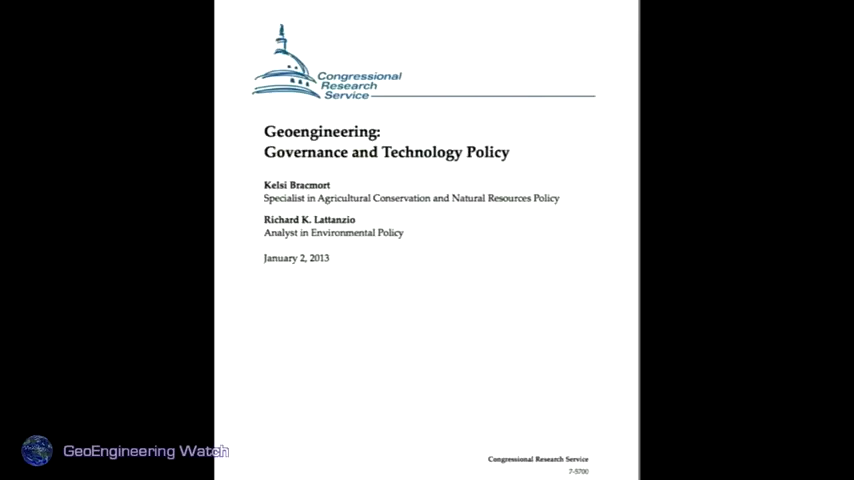 Congressional
Research
Service
Geoengineering:
Governance and Technology Policy
Kelsi Bracmort
Specialist in Agricultural Conservation and Natural Resources Policy
Richard K. Lattanzio
Analyst in Environmental Policy
January 2, 2013
Congressional Research Service
7-5700
GeoEngineering Watch